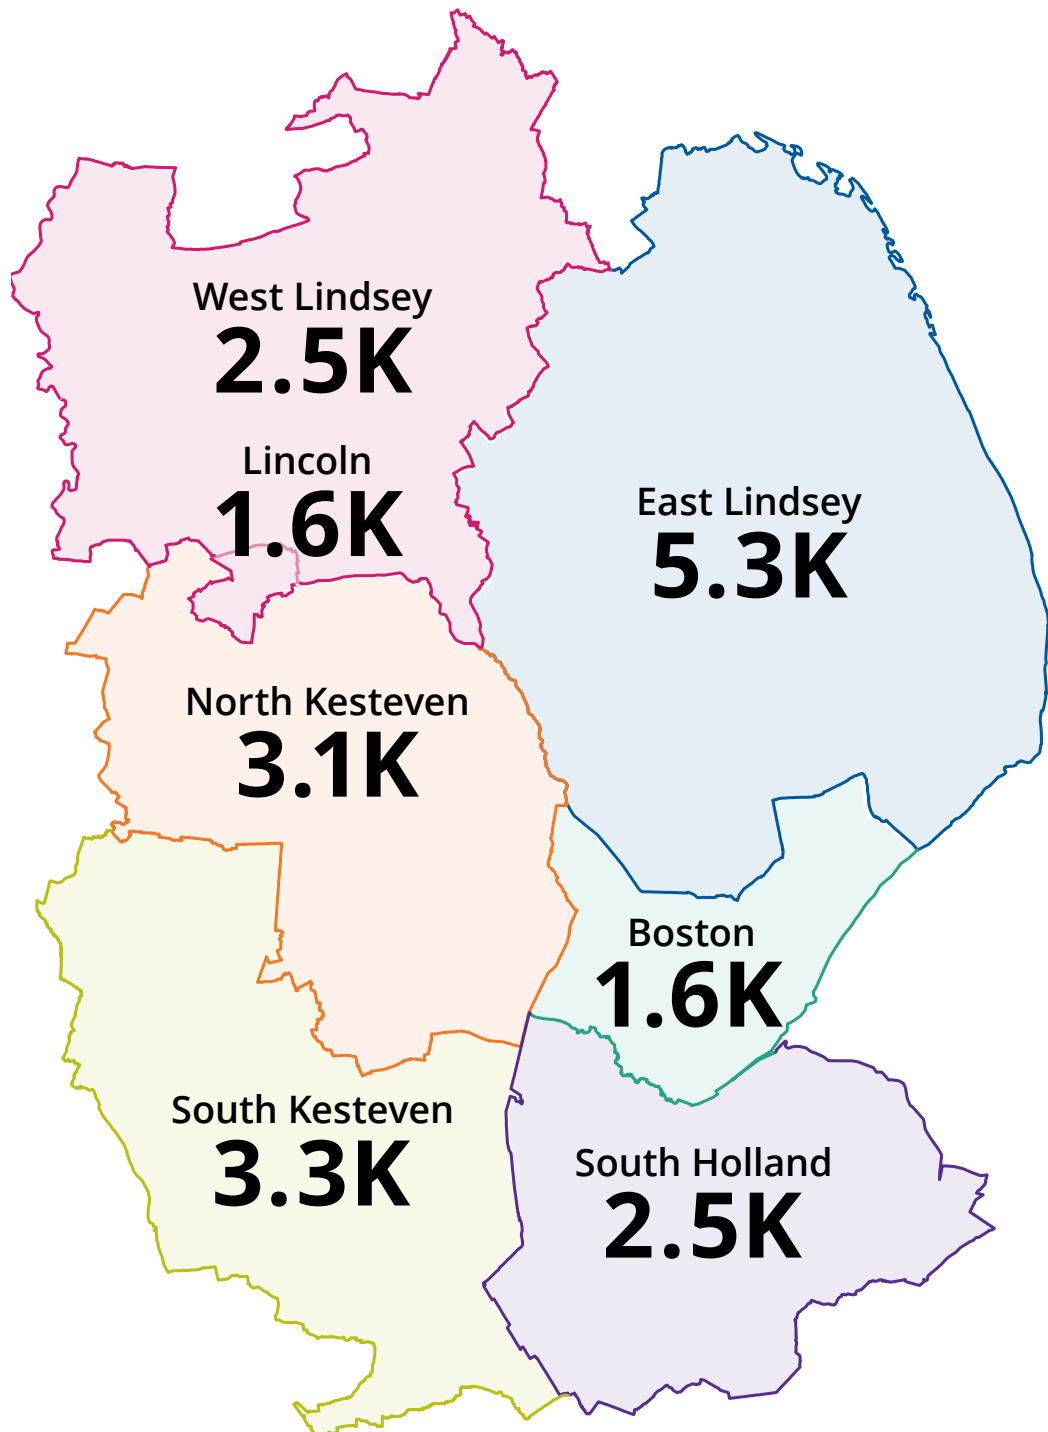 West Lindsey
2.5K
Lincoln
1.6K
East Lindsey
5.3K
North Kesteven
3.1K
Boston
1.6K
South Kesteven
3.3K
South Holland
2.5K